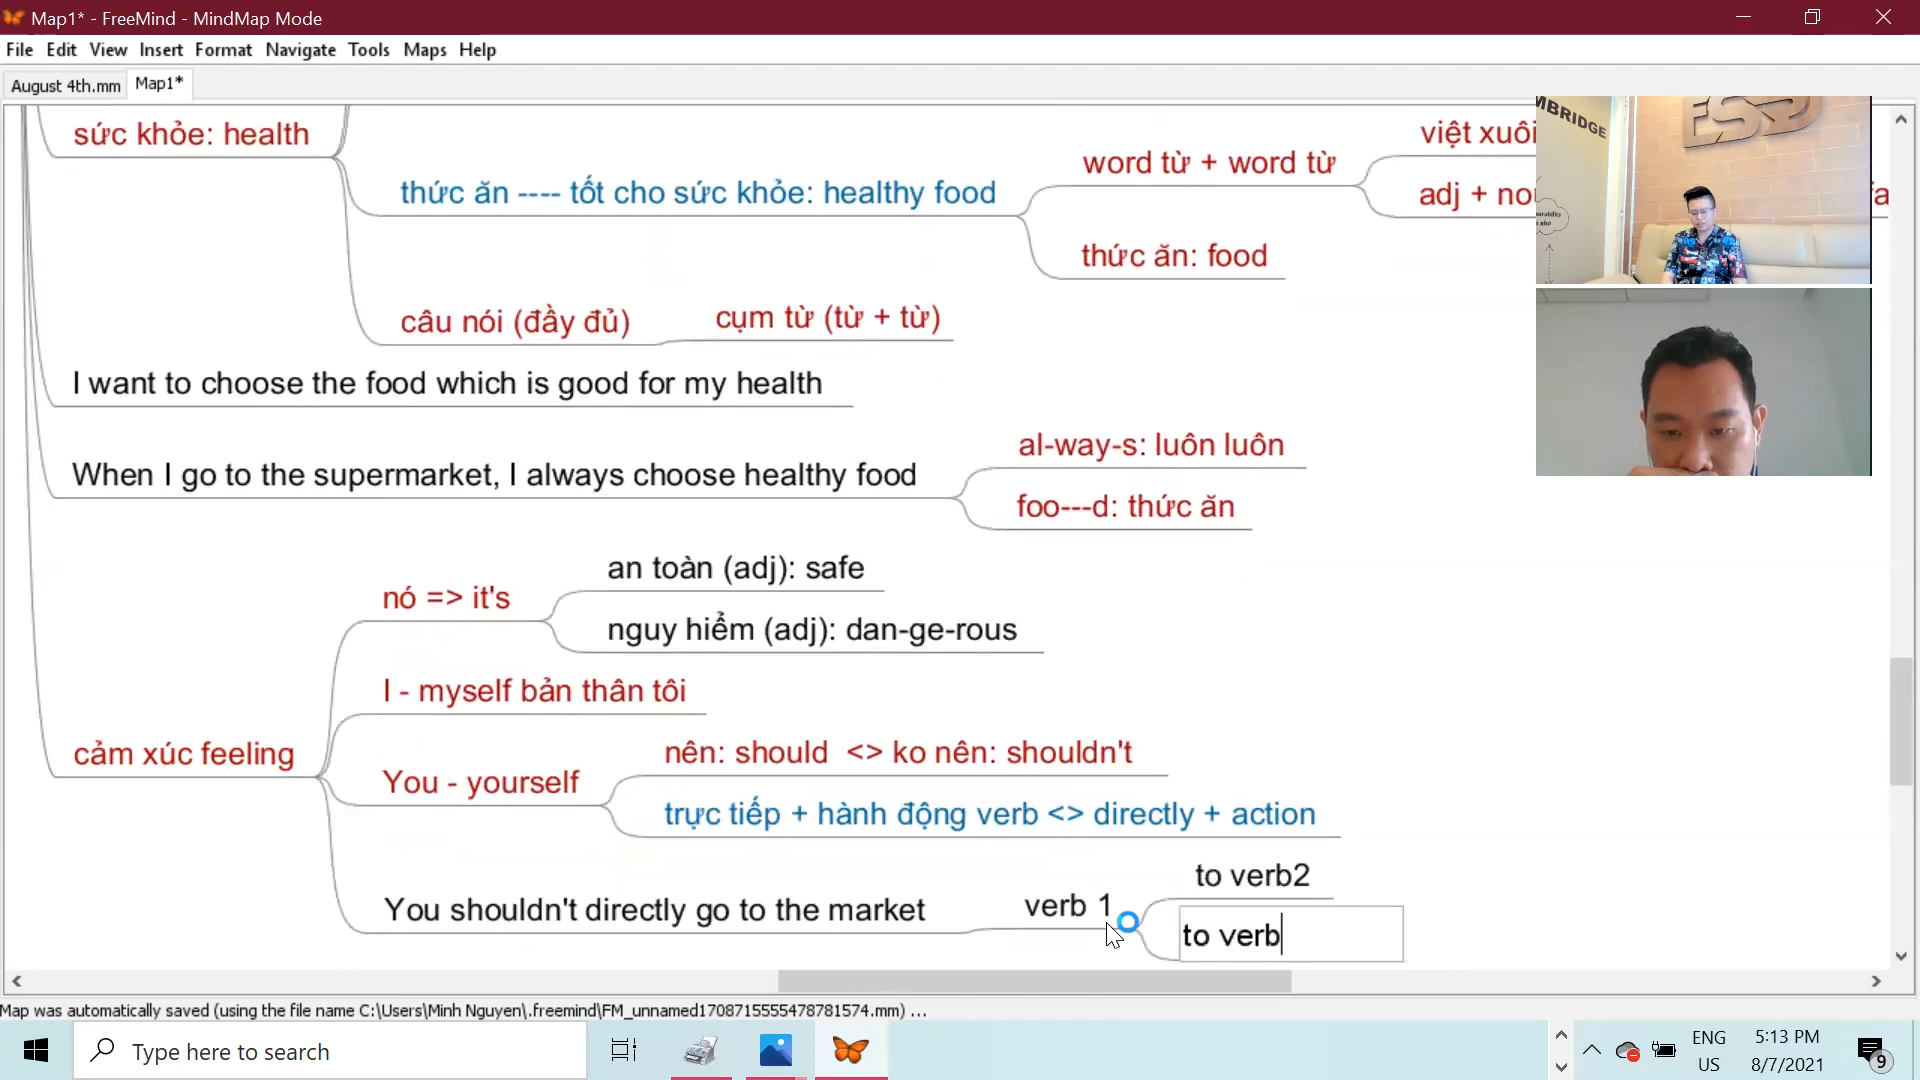 Map1* - FreeMind - MindMap Mode
File Edit View Insert Format Navigate Tools Maps Help
August 4th.mm Map1*
sức khỏe: health
thức ăn ---- tốt cho sức khỏe: healthy food
word từ + word từ
việt xuôi
adj + no
thức ăn: food
câu nói (đầy đủ)
cụm từ (từ + từ)
I want to choose the food which is good for my health
When I go to the supermarket, I always choose healthy food
al-way-s: luôn luôn
foo---d: thức ăn
cảm xúc feeling
nó => it's
an toàn (adj): safe
nguy hiểm (adj): dan-ge-rous
I - myself bản thân tôi
You - yourself
nên: should <> ko nên: shouldn't
trực tiếp + hành động verb <> directly + action
You shouldn't directly go to the market
verb 1
to verb2
to verb
MBRIDGE
ESD
Map was automatically saved (using the file name C:\Users\Minh Nguyen\.freemind\FM_unnamed1708715555478781574.mm) ...
Type here to search
ENG
US
5:13 PM
8/7/2021
9